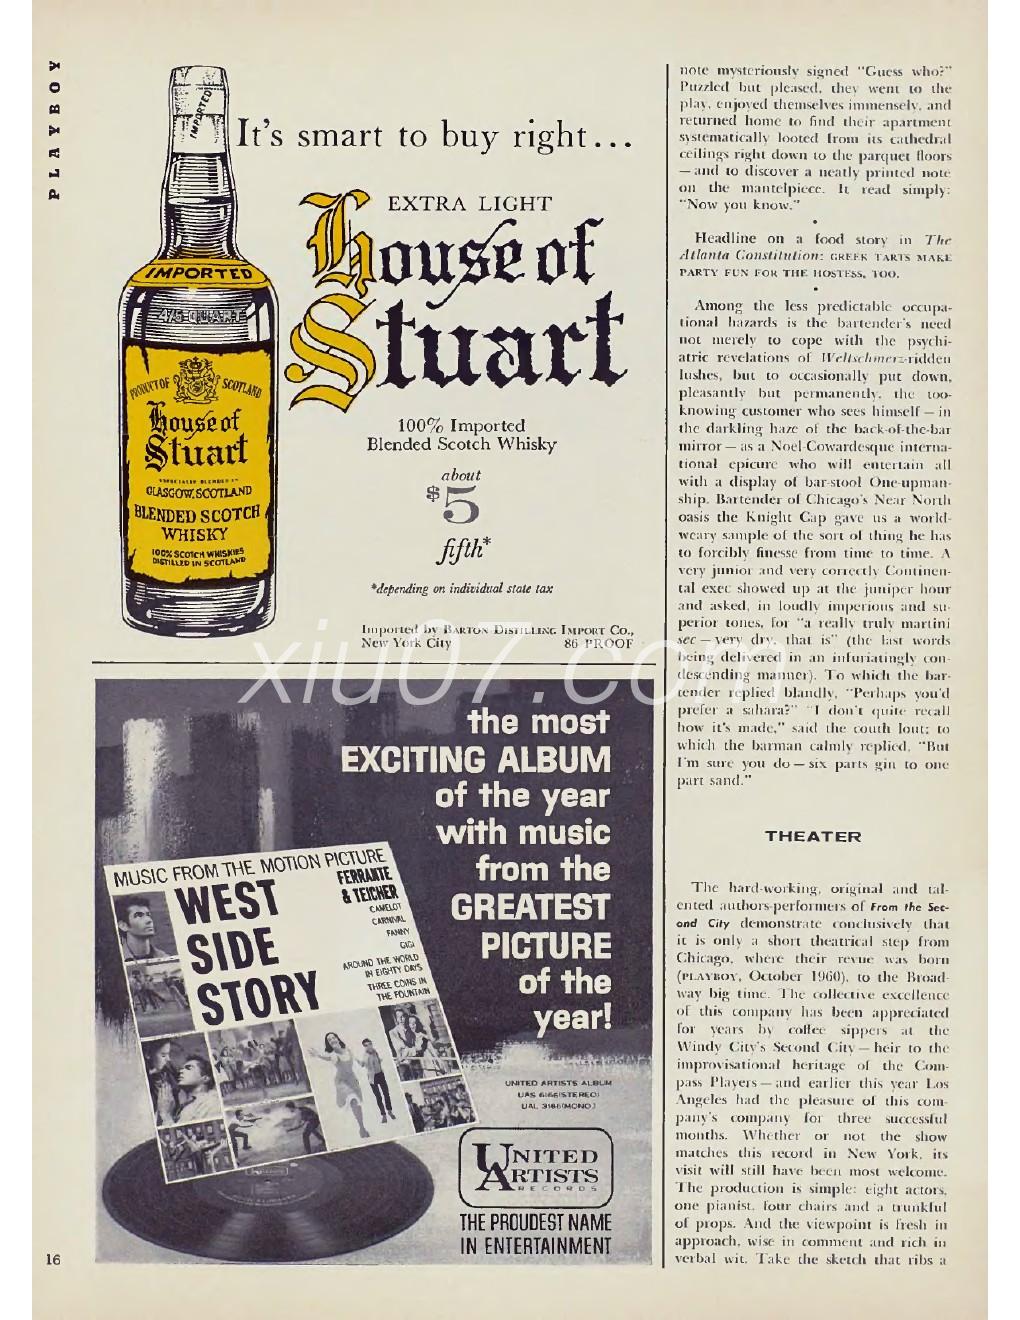 PLAYBOY
IMPORTED
It's smart to buy right...
EXTRA LIGHT
House of
Stuart
IMPORTED
4/5 QUART
PRODUCT OF SCOTLAND
House of
Stuart
ESPECIALLY BLENDED IN
GLASGOW, SCOTLAND
BLENDED SCOTCH
WHISKY
100% SCOTCH WHISKIES
DISTILLED IN SCOTLAND
100% Imported
Blended Scotch Whisky
about
$5
fifth*
*depending on individual state tax
Imported by BARTON DISTILLING IMPORT CO.,
New York City 86 PROOF
xiu07.com
the most
EXCITING ALBUM
of the year
with music
from the
GREATEST
PICTURE
of the
year!
MUSIC FROM THE MOTION PICTURE
WEST
SIDE
STORY
FERRANTE
& TEICHER
CAMELOT
CARNIVAL
FANNY
GIGI
AROUND THE WORLD
IN EIGHTY DAYS
THREE COINS IN
THE FOUNTAIN
UNITED ARTISTS ALBUM
UAS 6166(STEREO)
UAL 3166(MONO)
UNITED
ARTISTS
RECORDS
THE PROUDEST NAME
IN ENTERTAINMENT
16
note mysteriously signed "Guess who?"
Puzzled but pleased, they went to the
play, enjoyed themselves immensely, and
returned home to find their apartment
systematically looted from its cathedral
ceilings right down to the parquet floors
—and to discover a neatly printed note
on the mantelpiece. It read simply:
"Now you know."
•
Headline on a food story in The
Atlanta Constitution: GREEK TARTS MAKE
PARTY FUN FOR THE HOSTESS, TOO.
•
Among the less predictable occupa-
tional hazards is the bartender's need
not merely to cope with the psychi-
atric revelations of Weltschmerz-ridden
lushes, but to occasionally put down,
pleasantly but permanently, the too-
knowing customer who sees himself — in
the darkling haze of the back-of-the-bar
mirror — as a Noel-Cowardesque interna-
tional epicure who will entertain all
with a display of bar-stool One-upman-
ship. Bartender of Chicago's Near North
oasis the Knight Cap gave us a world-
weary sample of the sort of thing he has
to forcibly finesse from time to time. A
very junior and very correctly Continen-
tal exec showed up at the juniper hour
and asked, in loudly imperious and su-
perior tones, for "a really truly martini
sec — very dry, that is" (the last words
being delivered in an infuriatingly con-
descending manner). To which the bar-
tender replied blandly, "Perhaps you'd
prefer a sahara?" "I don't quite recall
how it's made," said the couth lout; to
which the barman calmly replied, "But
I'm sure you do — six parts gin to one
part sand."
THEATER
The hard-working, original and tal-
ented authors-performers of From the Sec-
ond City demonstrate conclusively that
it is only a short theatrical step from
Chicago, where their revue was born
(PLAYBOY, October 1960), to the Broad-
way big time. The collective excellence
of this company has been appreciated
for years by coffee sippers at the
Windy City's Second City — heir to the
improvisational heritage of the Com-
pass Players — and earlier this year Los
Angeles had the pleasure of this com-
pany's company for three successful
months. Whether or not the show
matches this record in New York, its
visit will still have been most welcome.
The production is simple: eight actors,
one pianist, four chairs and a trunkful
of props. And the viewpoint is fresh in
approach, wise in comment and rich in
verbal wit. Take the sketch that ribs a